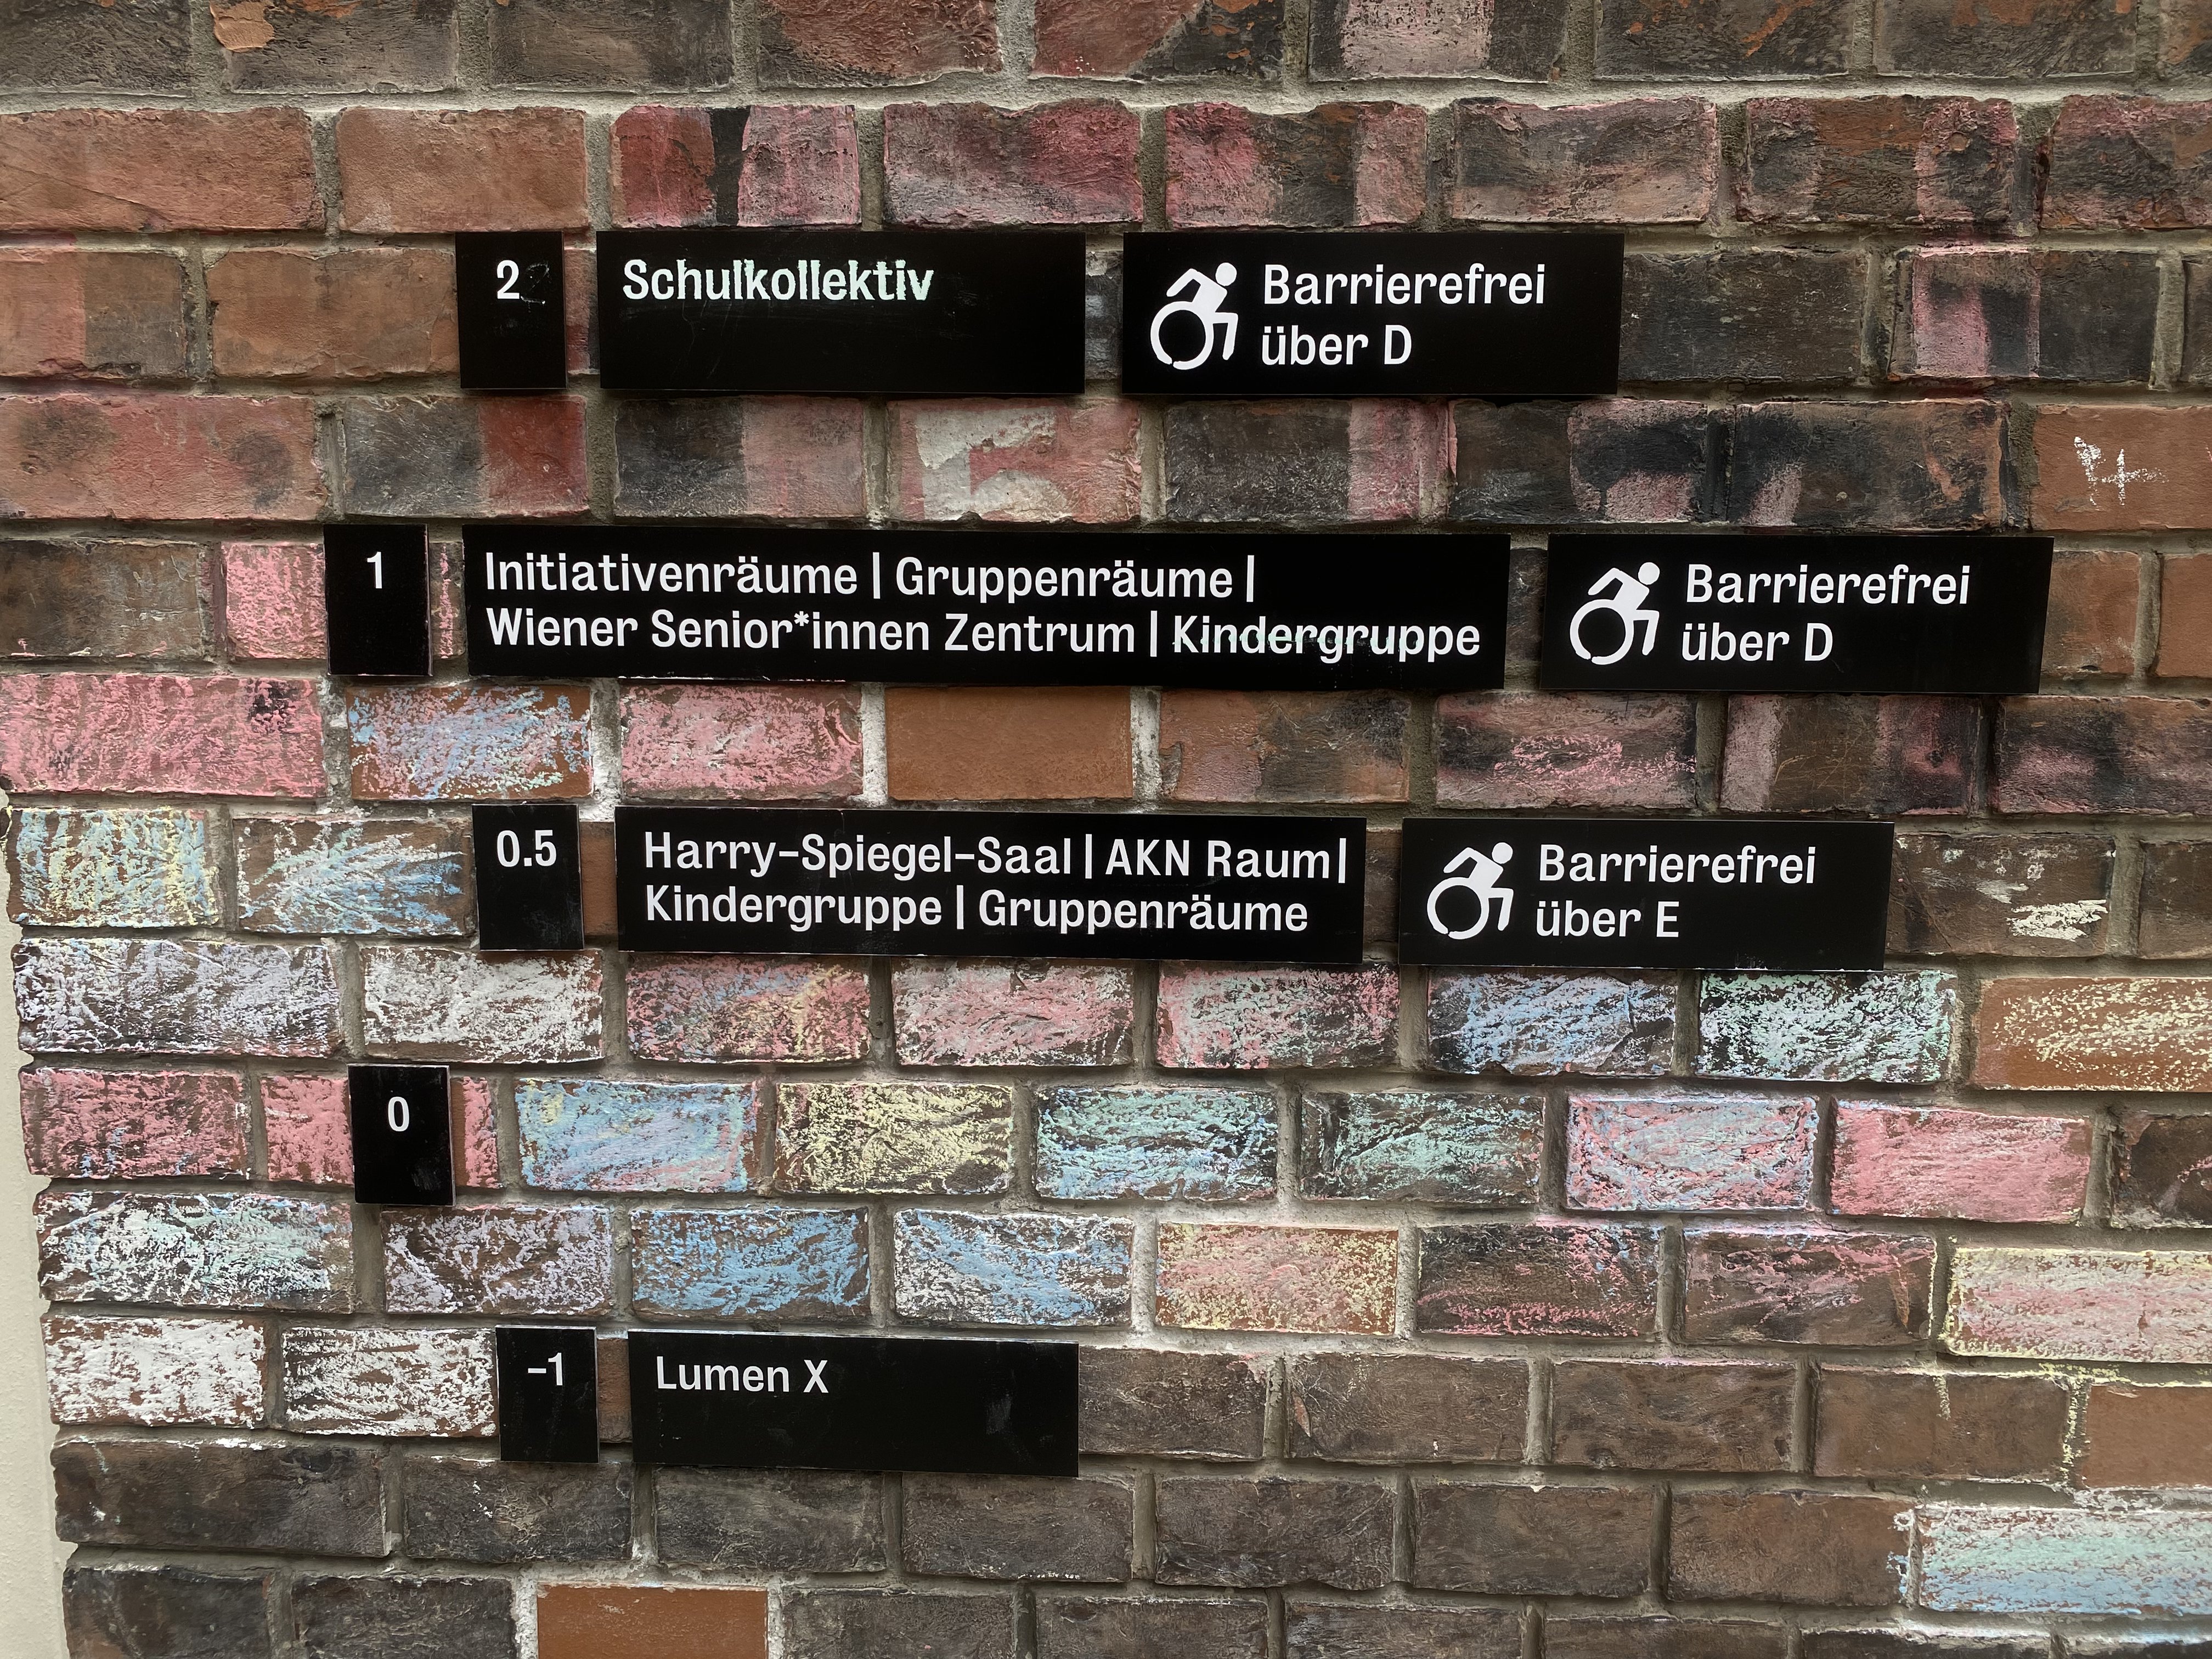 2 Schulkollektiv
Barrierefrei
über D
1
Initiativenräume | Gruppenräume |
Wiener Senior*innen Zentrum | Kindergruppe
Barrierefrei
über D
0.5
Harry-Spiegel-Saal | AKN Raum |
Kindergruppe | Gruppenräume
Barrierefrei
über E
0
-1 Lumen X